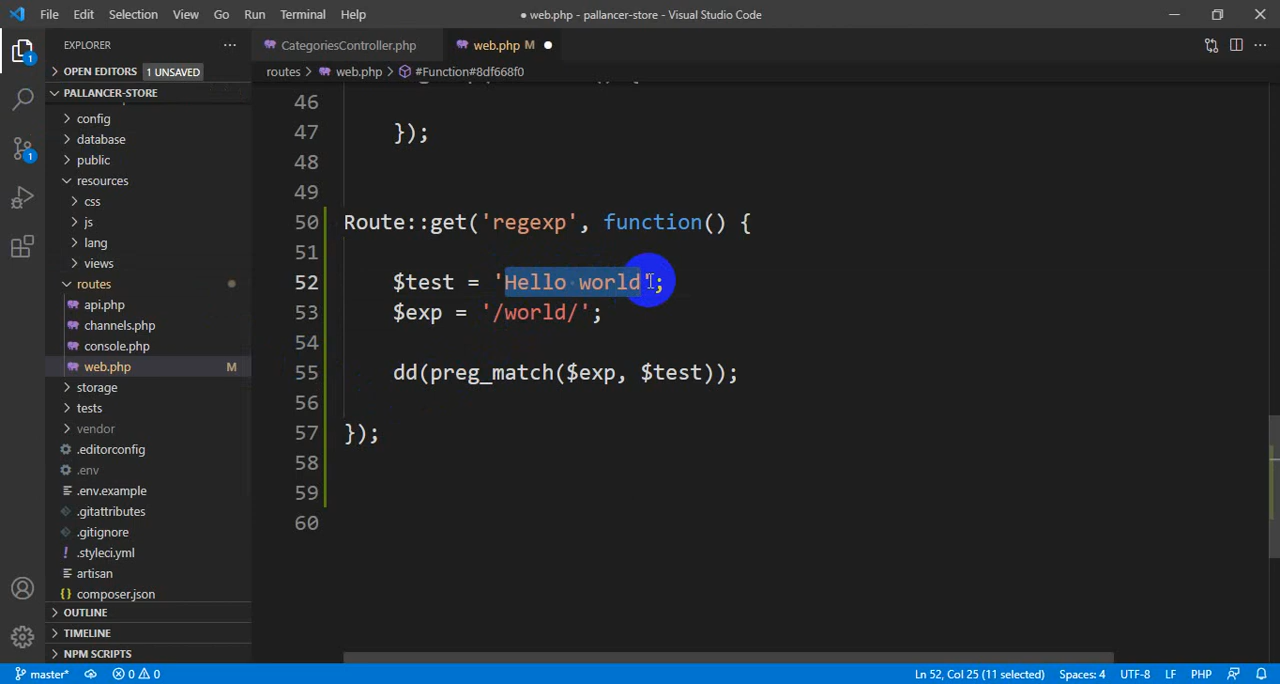 File Edit Selection View Go Run Terminal Help
● web.php - pallancer-store - Visual Studio Code
EXPLORER
CategoriesController.php
web.php M
OPEN EDITORS 1 UNSAVED
routes > web.php > #Function#8df668f0
PALLANCER-STORE
config
database
public
resources
css
js
lang
views
routes
api.php
channels.php
console.php
web.php M
storage
tests
vendor
.editorconfig
.env
.env.example
.gitattributes
.gitignore
.styleci.yml
artisan
composer.json
OUTLINE
TIMELINE
NPM SCRIPTS
46
47 });
48
49
50 Route::get('regexp', function() {
51
52 $test = 'Hello world';
53 $exp = '/world/';
54
55 dd(preg_match($exp, $test));
56
57 });
58
59
60
1
1
master* 0 0 Ln 52, Col 25 (11 selected) Spaces: 4 UTF-8 LF PHP